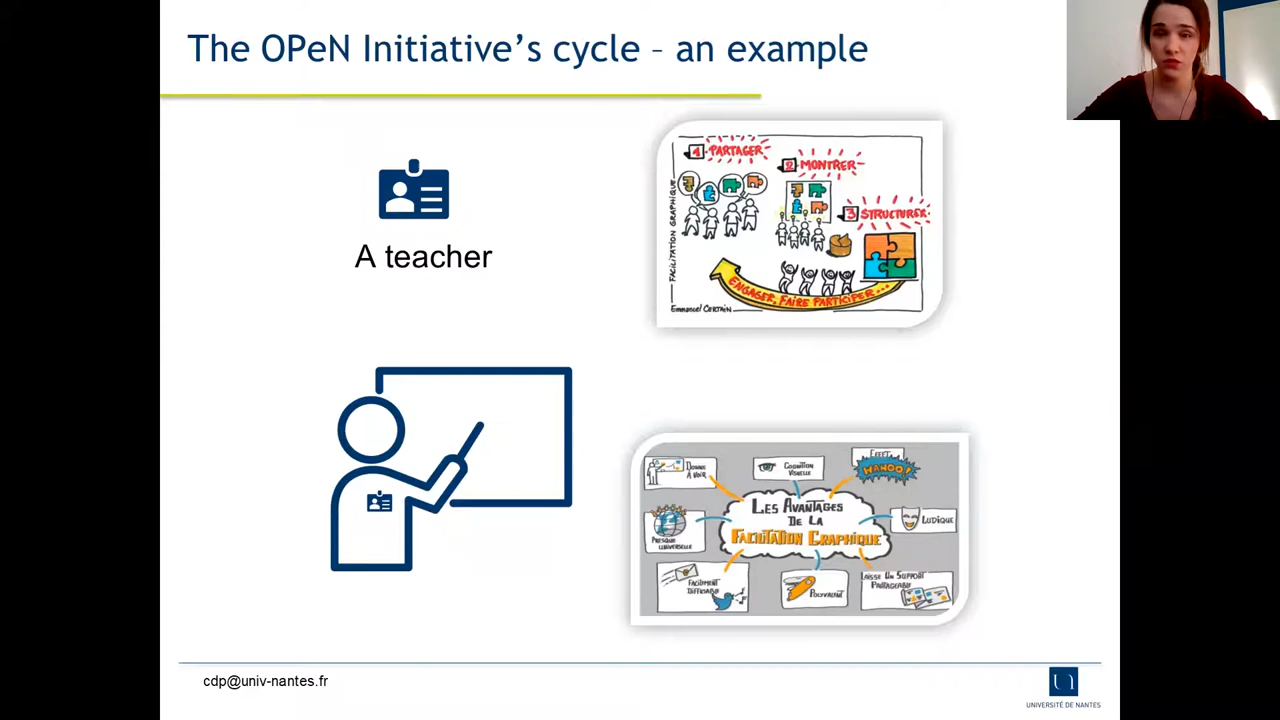 The OPeN Initiative’s cycle – an example
A teacher
1 PARTAGER
2 MONTRER
3 STRUCTURER
FACILITATION GRAPHIQUE
ENGAGER, FAIRE PARTICIPER...
Emmanuel CERTAIN
DONNE
À VOIR
COGNITION
VISUELLE
EFFET
WAHOO!
LES AVANTAGES
DE LA
FACILITATION GRAPHIQUE
PRESQUE
UNIVERSELLE
LUDIQUE
FACILEMENT
DIFFUSABLE
POLYVALENT
LAISSE UN SUPPORT
PARTAGEABLE
cdp@univ-nantes.fr
UNIVERSITÉ DE NANTES